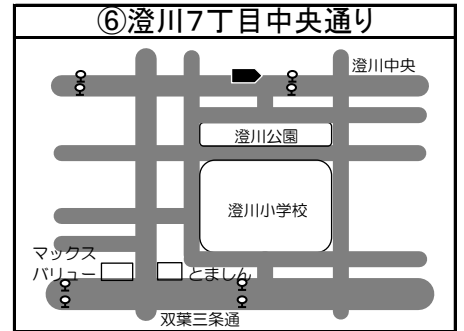 ⑥澄川7丁目中央通り
澄川中央
澄川公園
澄川小学校
マックス
バリュー
とましん
双葉三条通